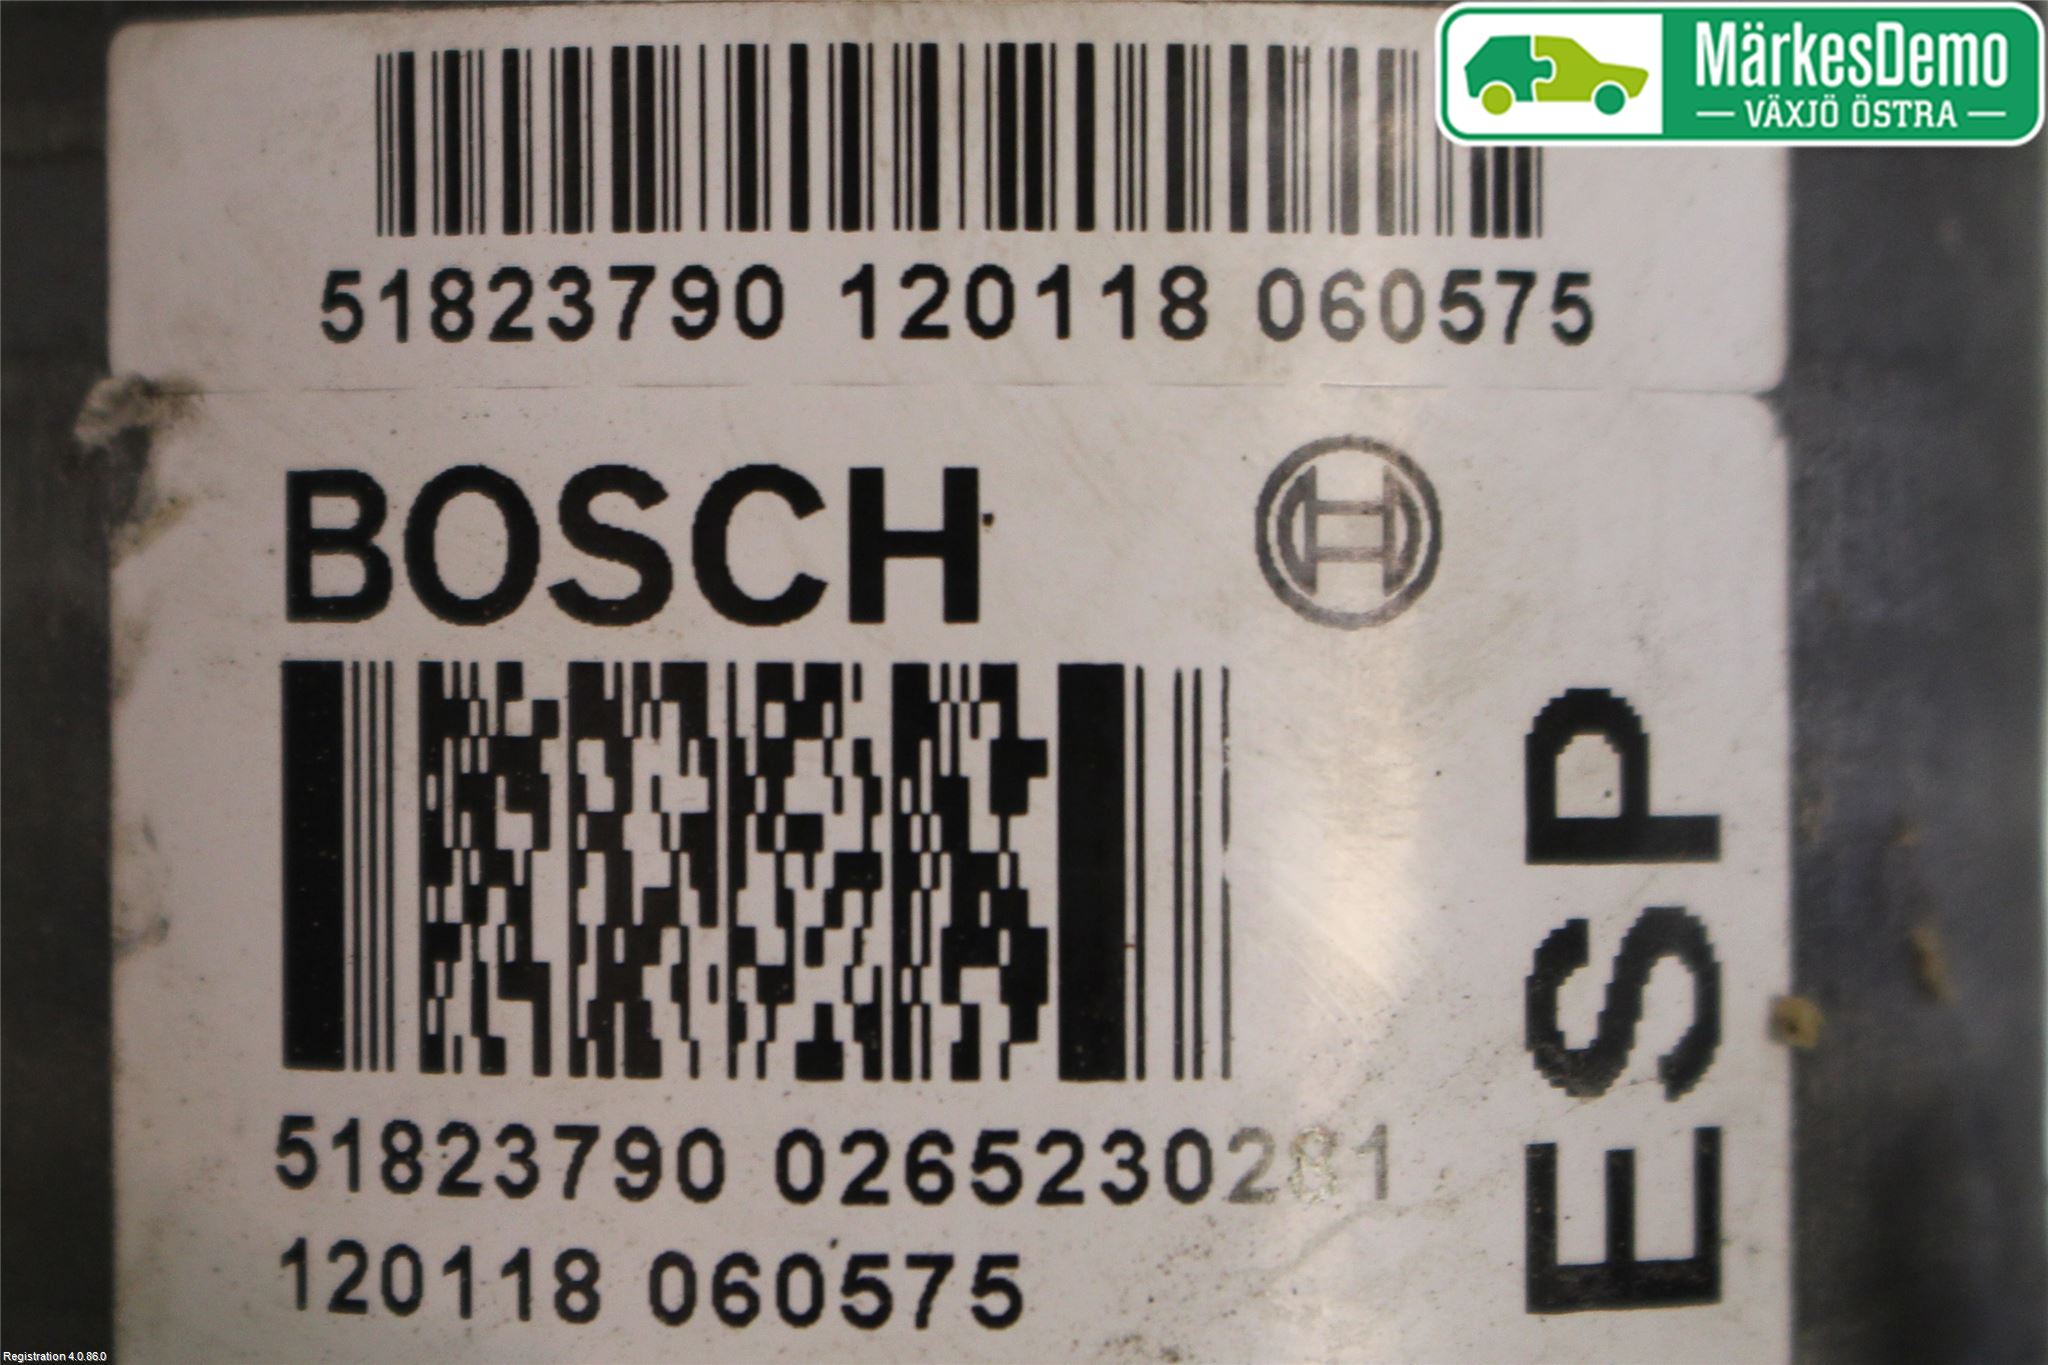 MärkesDemo
VÄXJÖ ÖSTRA
51823790 120118 060575
BOSCH
ESP
51823790 0265230281
120118 060575
Registration 4.0.86.0